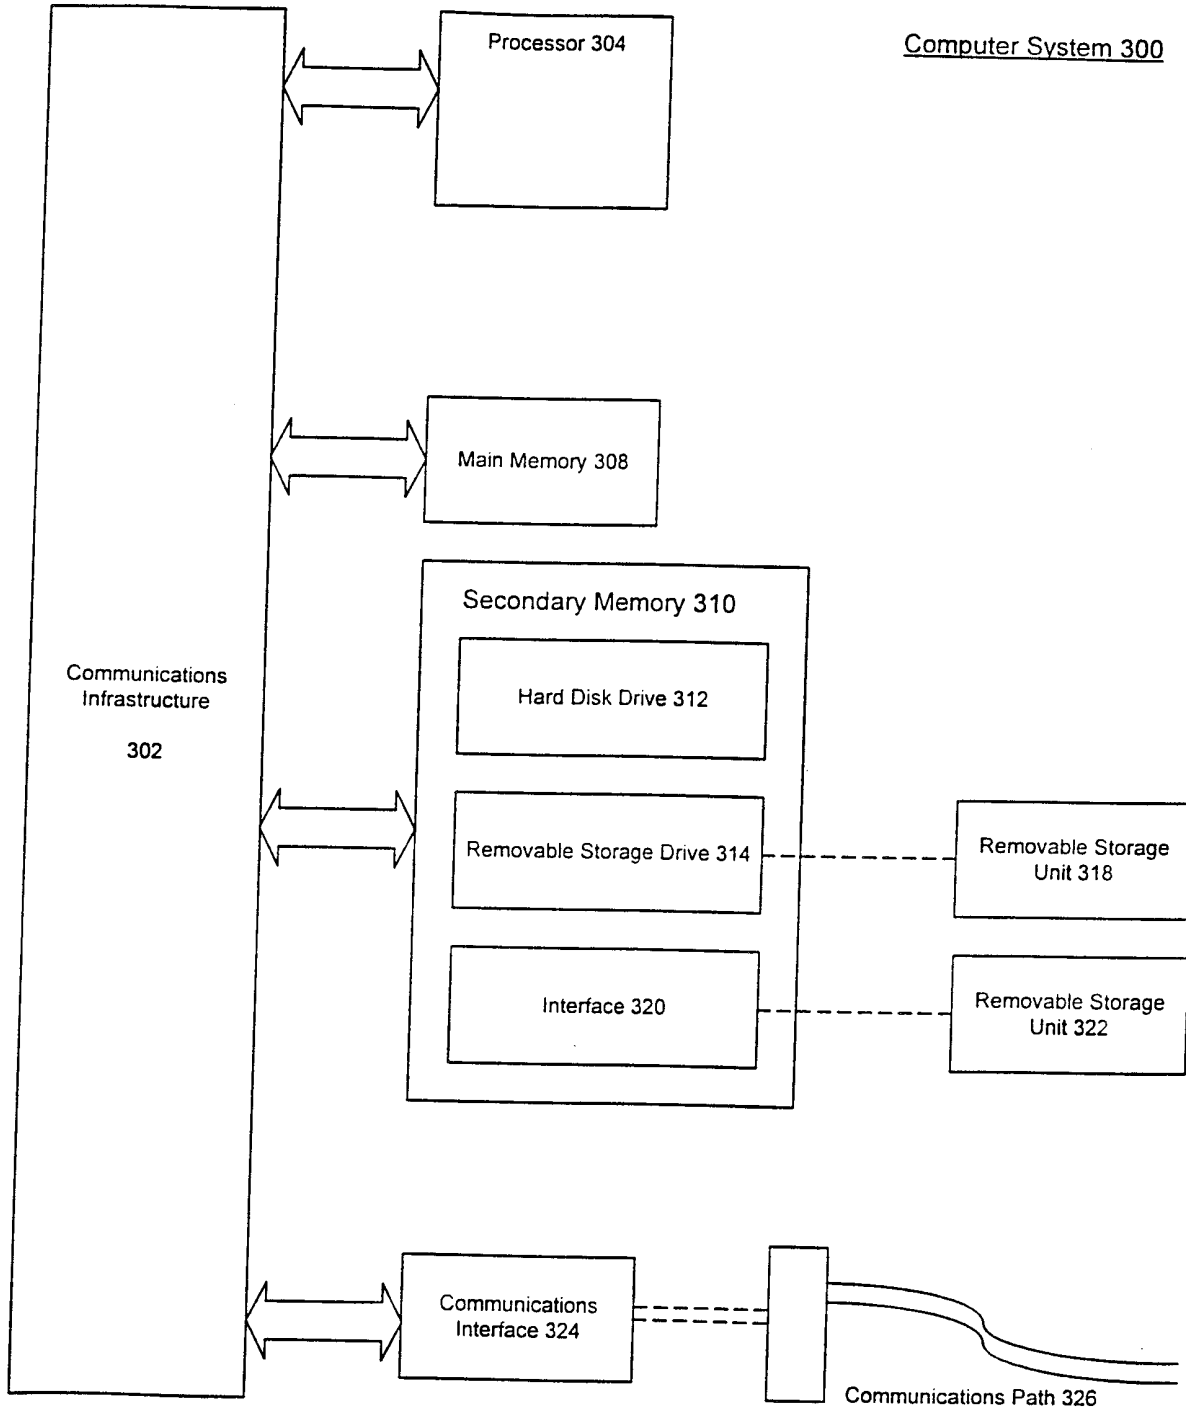 Computer System 300
Processor 304
Main Memory 308
Secondary Memory 310
Hard Disk Drive 312
Communications
Infrastructure
302
Removable Storage Drive 314
Removable Storage
Unit 318
Interface 320
Removable Storage
Unit 322
Communications
Interface 324
Communications Path 326